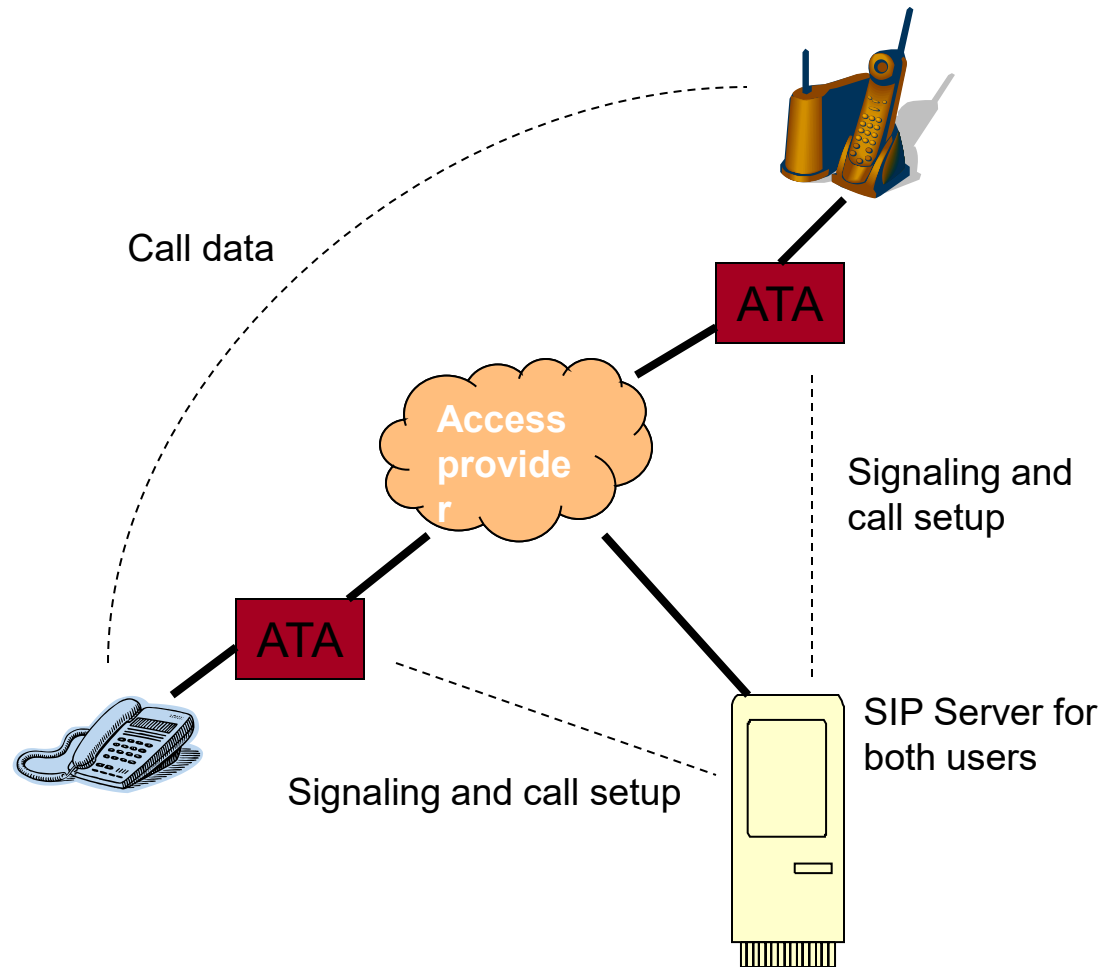 Call data
ATA
Access
provide
r
Signaling and
call setup
ATA
SIP Server for
both users
Signaling and call setup